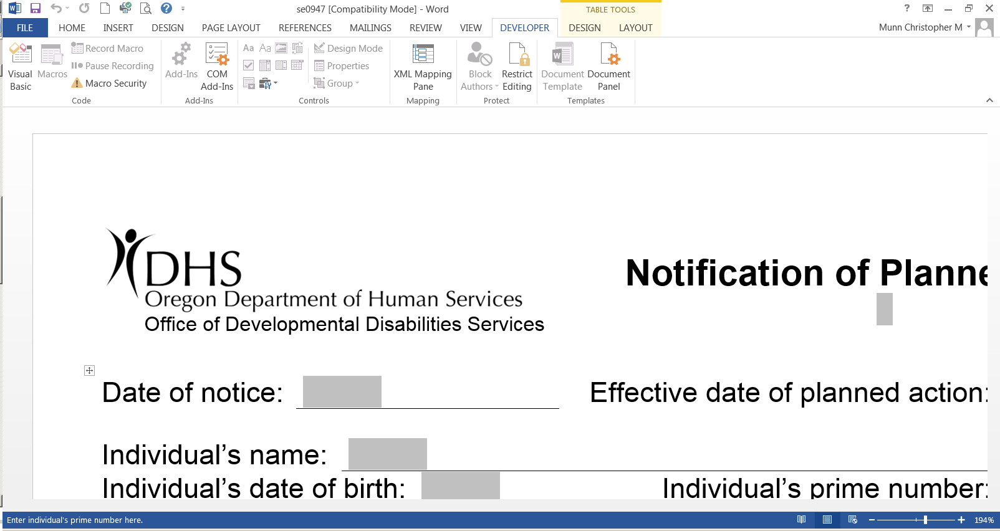 se0947 [Compatibility Mode] - Word
TABLE TOOLS
?
FILE HOME INSERT DESIGN PAGE LAYOUT REFERENCES MAILINGS REVIEW VIEW DEVELOPER DESIGN LAYOUT
Munn Christopher M
Visual Basic
Macros
Record Macro
Pause Recording
Macro Security
Code
Add-Ins
COM Add-Ins
Add-Ins
Aa Aa
Design Mode
Properties
Group
Controls
XML Mapping Pane
Mapping
Block Authors
Restrict Editing
Protect
Document Template
Document Panel
Templates
DHS
Oregon Department of Human Services
Office of Developmental Disabilities Services
Notification of Planne
Date of notice:
Effective date of planned action:
Individual’s name:
Individual’s date of birth:
Individual’s prime number:
Enter individual's prime number here.
194%